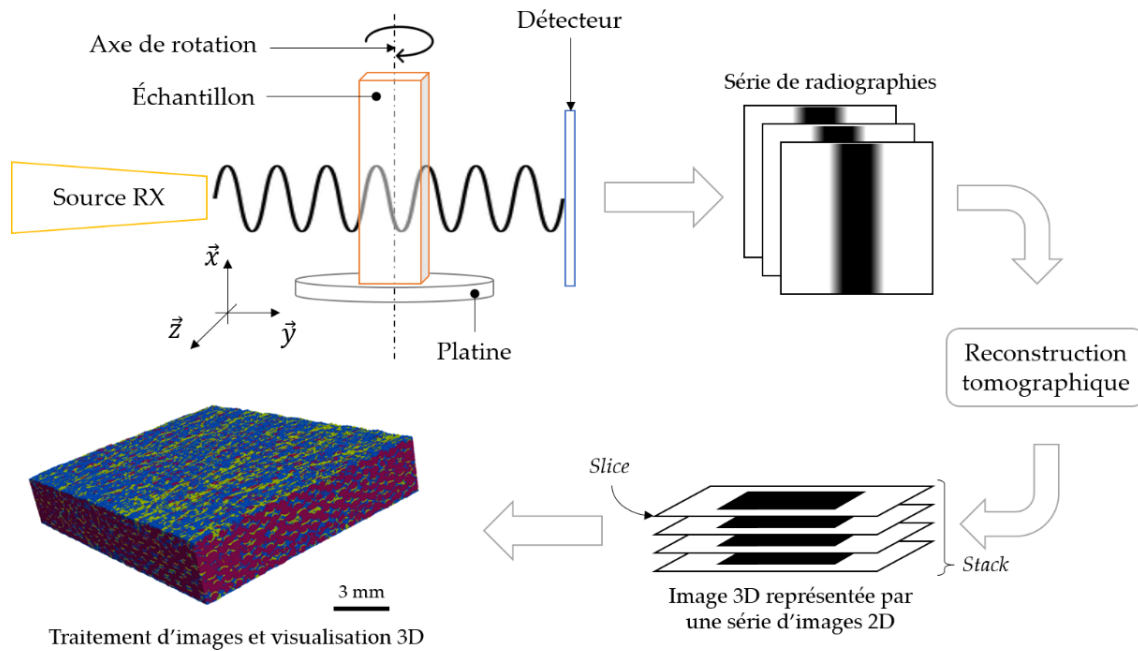 Détecteur
Axe de rotation
Échantillon
Source RX
x⃗
z⃗
y⃗
Platine
Série de radiographies
Reconstruction
tomographique
Slice
Stack
Image 3D représentée par
une série d'images 2D
3 mm
Traitement d'images et visualisation 3D